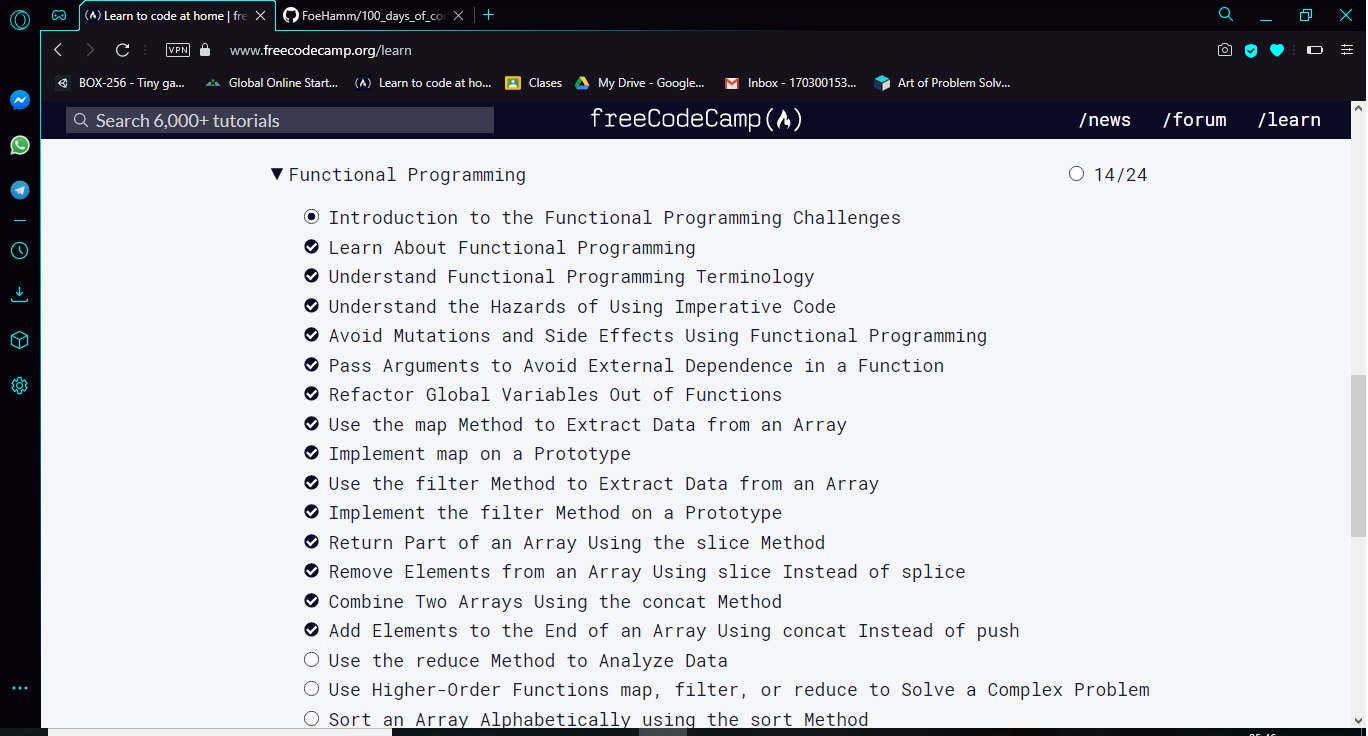 Learn to code at home | fre
FoeHamm/100_days_of_co
VPN www.freecodecamp.org/learn
BOX-256 - Tiny ga... Global Online Start... Learn to code at ho... Clases My Drive - Google... Inbox - 170300153... Art of Problem Solv...
Search 6,000+ tutorials freeCodeCamp /news /forum /learn
Functional Programming 14/24
Introduction to the Functional Programming Challenges
Learn About Functional Programming
Understand Functional Programming Terminology
Understand the Hazards of Using Imperative Code
Avoid Mutations and Side Effects Using Functional Programming
Pass Arguments to Avoid External Dependence in a Function
Refactor Global Variables Out of Functions
Use the map Method to Extract Data from an Array
Implement map on a Prototype
Use the filter Method to Extract Data from an Array
Implement the filter Method on a Prototype
Return Part of an Array Using the slice Method
Remove Elements from an Array Using slice Instead of splice
Combine Two Arrays Using the concat Method
Add Elements to the End of an Array Using concat Instead of push
Use the reduce Method to Analyze Data
Use Higher-Order Functions map, filter, or reduce to Solve a Complex Problem
Sort an Array Alphabetically using the sort Method